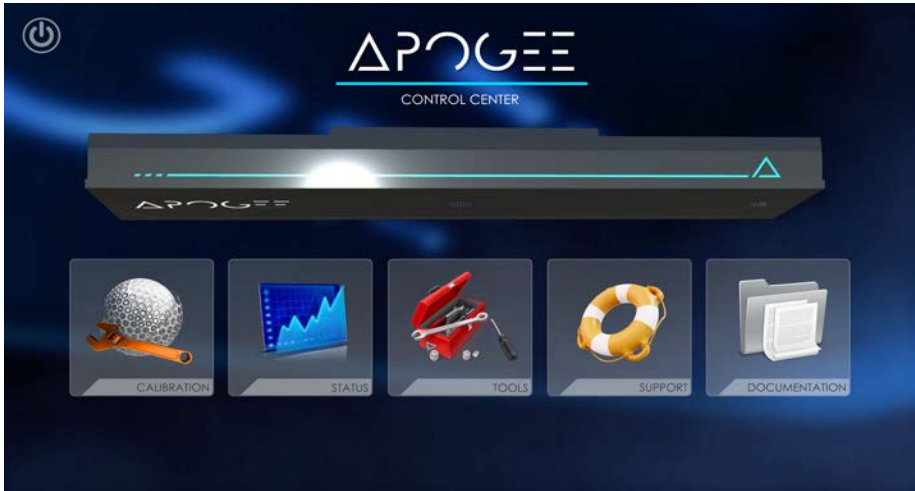 APOGEE
CONTROL CENTER
APOGEE
CALIBRATION
STATUS
TOOLS
SUPPORT
DOCUMENTATION